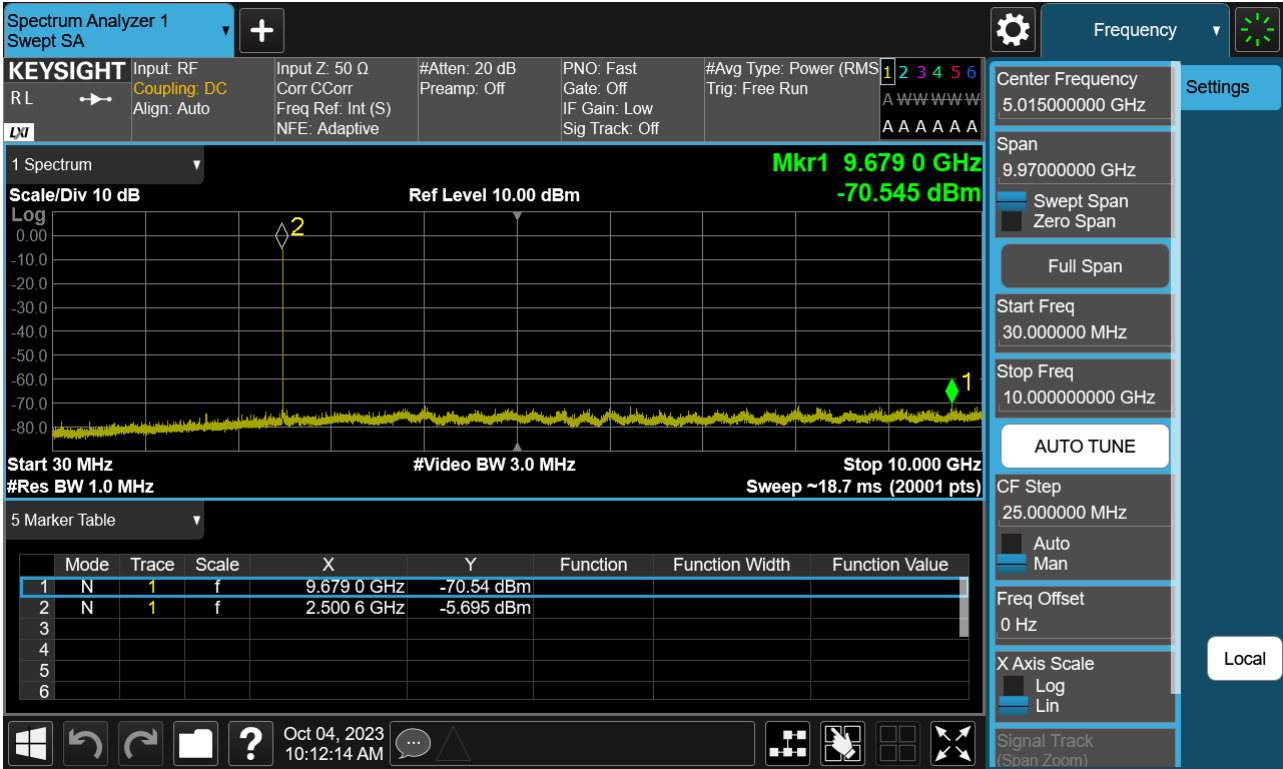 Spectrum Analyzer 1
Swept SA
Frequency
KEYSIGHT
R L
LXI
Input: RF
Coupling: DC
Align: Auto
Input Z: 50 Ω
Corr CCorr
Freq Ref: Int (S)
NFE: Adaptive
#Atten: 20 dB
Preamp: Off
PNO: Fast
Gate: Off
IF Gain: Low
Sig Track: Off
#Avg Type: Power (RMS
Trig: Free Run
1 2 3 4 5 6
A W W W W W
A A A A A A
1 Spectrum
Mkr1 9.679 0 GHz
-70.545 dBm
Scale/Div 10 dB
Ref Level 10.00 dBm
Log
0.00
-10.0
-20.0
-30.0
-40.0
-50.0
-60.0
-70.0
-80.0
2
1
Start 30 MHz
#Video BW 3.0 MHz
Stop 10.000 GHz
#Res BW 1.0 MHz
Sweep ~18.7 ms (20001 pts)
5 Marker Table
Mode Trace Scale X Y Function Function Width Function Value
1 N 1 f 9.679 0 GHz -70.54 dBm
2 N 1 f 2.500 6 GHz -5.695 dBm
3
4
5
6
?
Oct 04, 2023
10:12:14 AM
Center Frequency
5.015000000 GHz
Span
9.97000000 GHz
Swept Span
Zero Span
Full Span
Start Freq
30.000000 MHz
Stop Freq
10.000000000 GHz
AUTO TUNE
CF Step
25.000000 MHz
Auto
Man
Freq Offset
0 Hz
X Axis Scale
Log
Lin
Signal Track
(Span Zoom)
Settings
Local